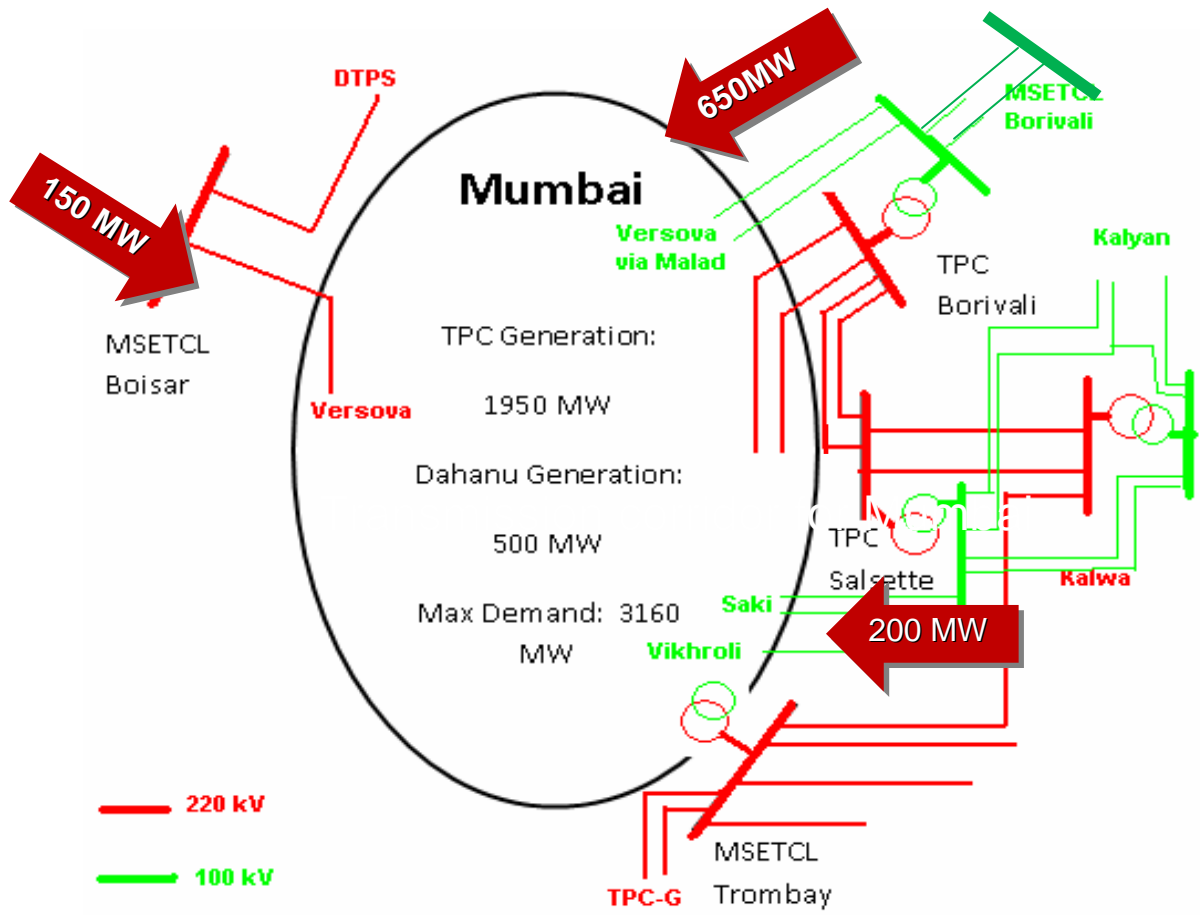 650MW
DTPS
MSETCL
Borivali
150 MW
Mumbai
Versova
via Malad
Kalyan
TPC
Borivali
MSETCL
Boisar
TPC Generation:
1950 MW
Versova
Dahanu Generation:
500 MW
TPC
Salsette
Kalwa
Max Demand: 3160
MW
Saki
200 MW
Vikhroli
220 kV
100 kV
MSETCL
Trombay
TPC-G